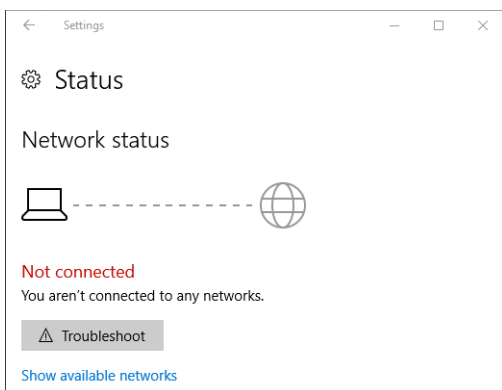 Settings
Status
Network status
Not connected
You aren't connected to any networks.
Troubleshoot
Show available networks